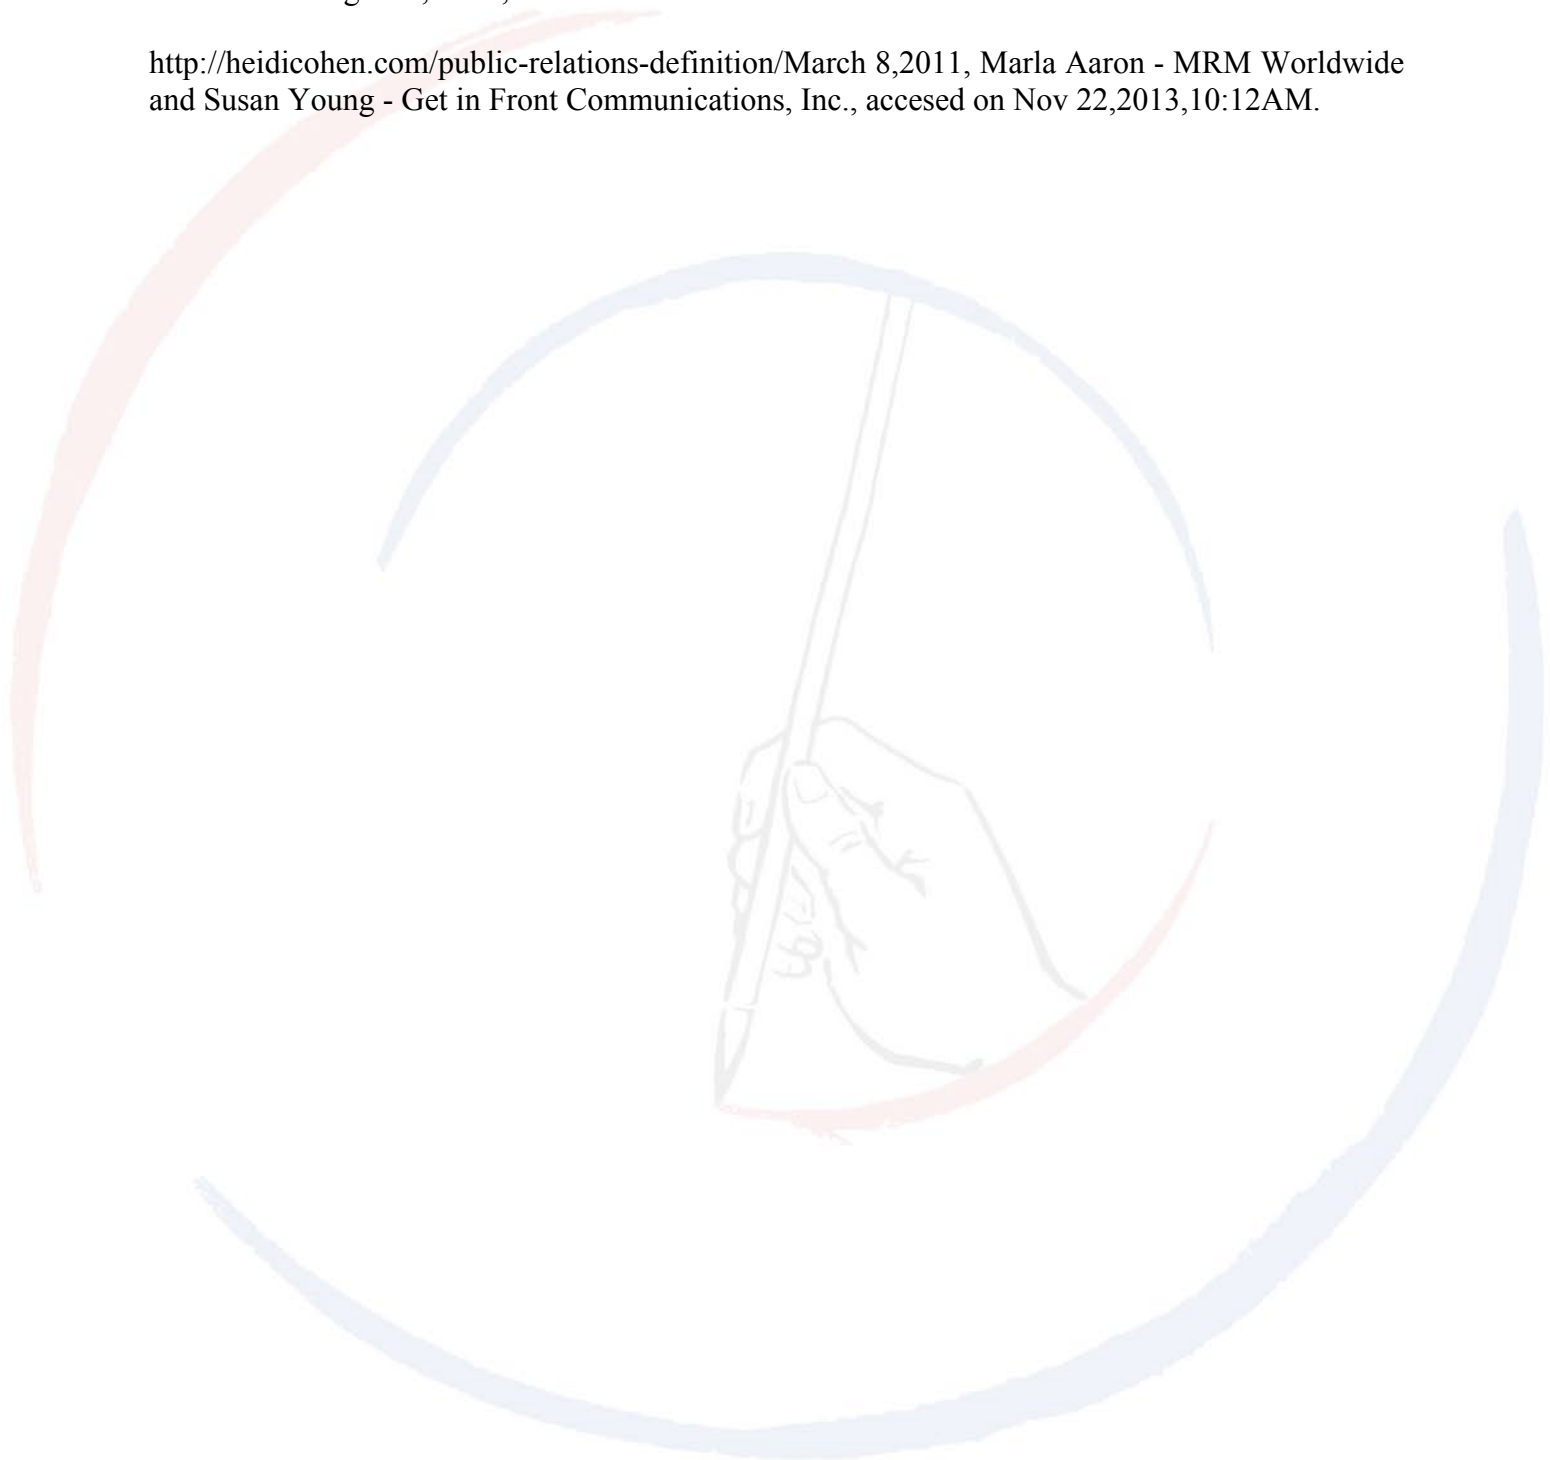 http://heidicohen.com/public-relations-definition/March 8,2011, Marla Aaron - MRM Worldwide
and Susan Young - Get in Front Communications, Inc., accesed on Nov 22,2013,10:12AM.